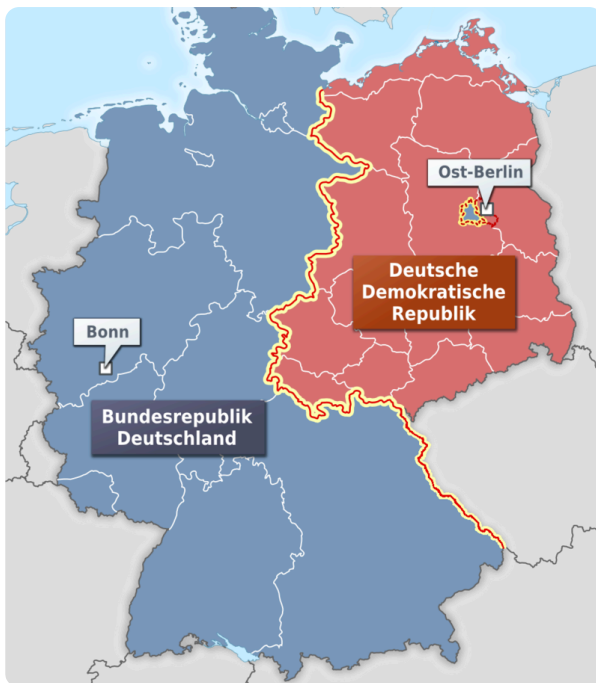 Ost-Berlin
Deutsche
Demokratische
Republik
Bonn
Bundesrepublik
Deutschland